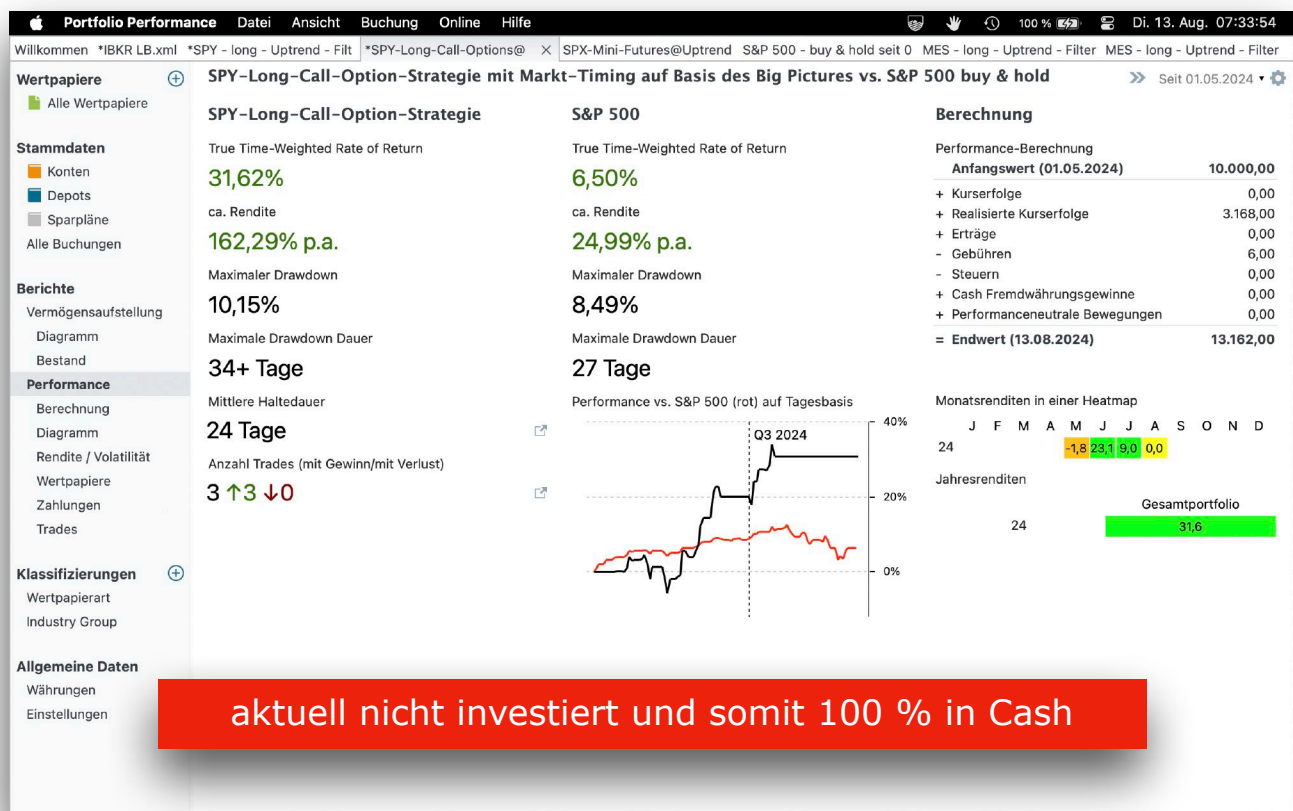 Portfolio Performance Datei Ansicht Buchung Online Hilfe 100 % Di. 13. Aug. 07:33:54
Willkommen *IBKR LB.xml *SPY - long - Uptrend - Filt *SPY-Long-Call-Options@ × SPX-Mini-Futures@Uptrend S&P 500 - buy & hold seit 0 MES - long - Uptrend - Filter MES - long - Uptrend - Filter
Wertpapiere
Alle Wertpapiere
Stammdaten
Konten
Depots
Sparpläne
Alle Buchungen
Berichte
Vermögensaufstellung
Diagramm
Bestand
Performance
Berechnung
Diagramm
Rendite / Volatilität
Wertpapiere
Zahlungen
Trades
Klassifizierungen
Wertpapierart
Industry Group
Allgemeine Daten
Währungen
Einstellungen
SPY-Long-Call-Option-Strategie mit Markt-Timing auf Basis des Big Pictures vs. S&P 500 buy & hold
Seit 01.05.2024
SPY-Long-Call-Option-Strategie
True Time-Weighted Rate of Return
31,62%
ca. Rendite
162,29% p.a.
Maximaler Drawdown
10,15%
Maximale Drawdown Dauer
34+ Tage
Mittlere Haltedauer
24 Tage
Anzahl Trades (mit Gewinn/mit Verlust)
3 ↑3 ↓0
S&P 500
True Time-Weighted Rate of Return
6,50%
ca. Rendite
24,99% p.a.
Maximaler Drawdown
8,49%
Maximale Drawdown Dauer
27 Tage
Performance vs. S&P 500 (rot) auf Tagesbasis
Q3 2024
40%
20%
0%
Berechnung
Performance-Berechnung
Anfangswert (01.05.2024) 10.000,00
+ Kurserfolge 0,00
+ Realisierte Kurserfolge 3.168,00
+ Erträge 0,00
- Gebühren 6,00
- Steuern 0,00
+ Cash Fremdwährungsgewinne 0,00
+ Performanceneutrale Bewegungen 0,00
= Endwert (13.08.2024) 13.162,00
Monatsrenditen in einer Heatmap
J F M A M J J A S O N D
24 -1,8 23,1 9,0 0,0
Jahresrenditen
Gesamtportfolio
24 31,6
aktuell nicht investiert und somit 100 % in Cash